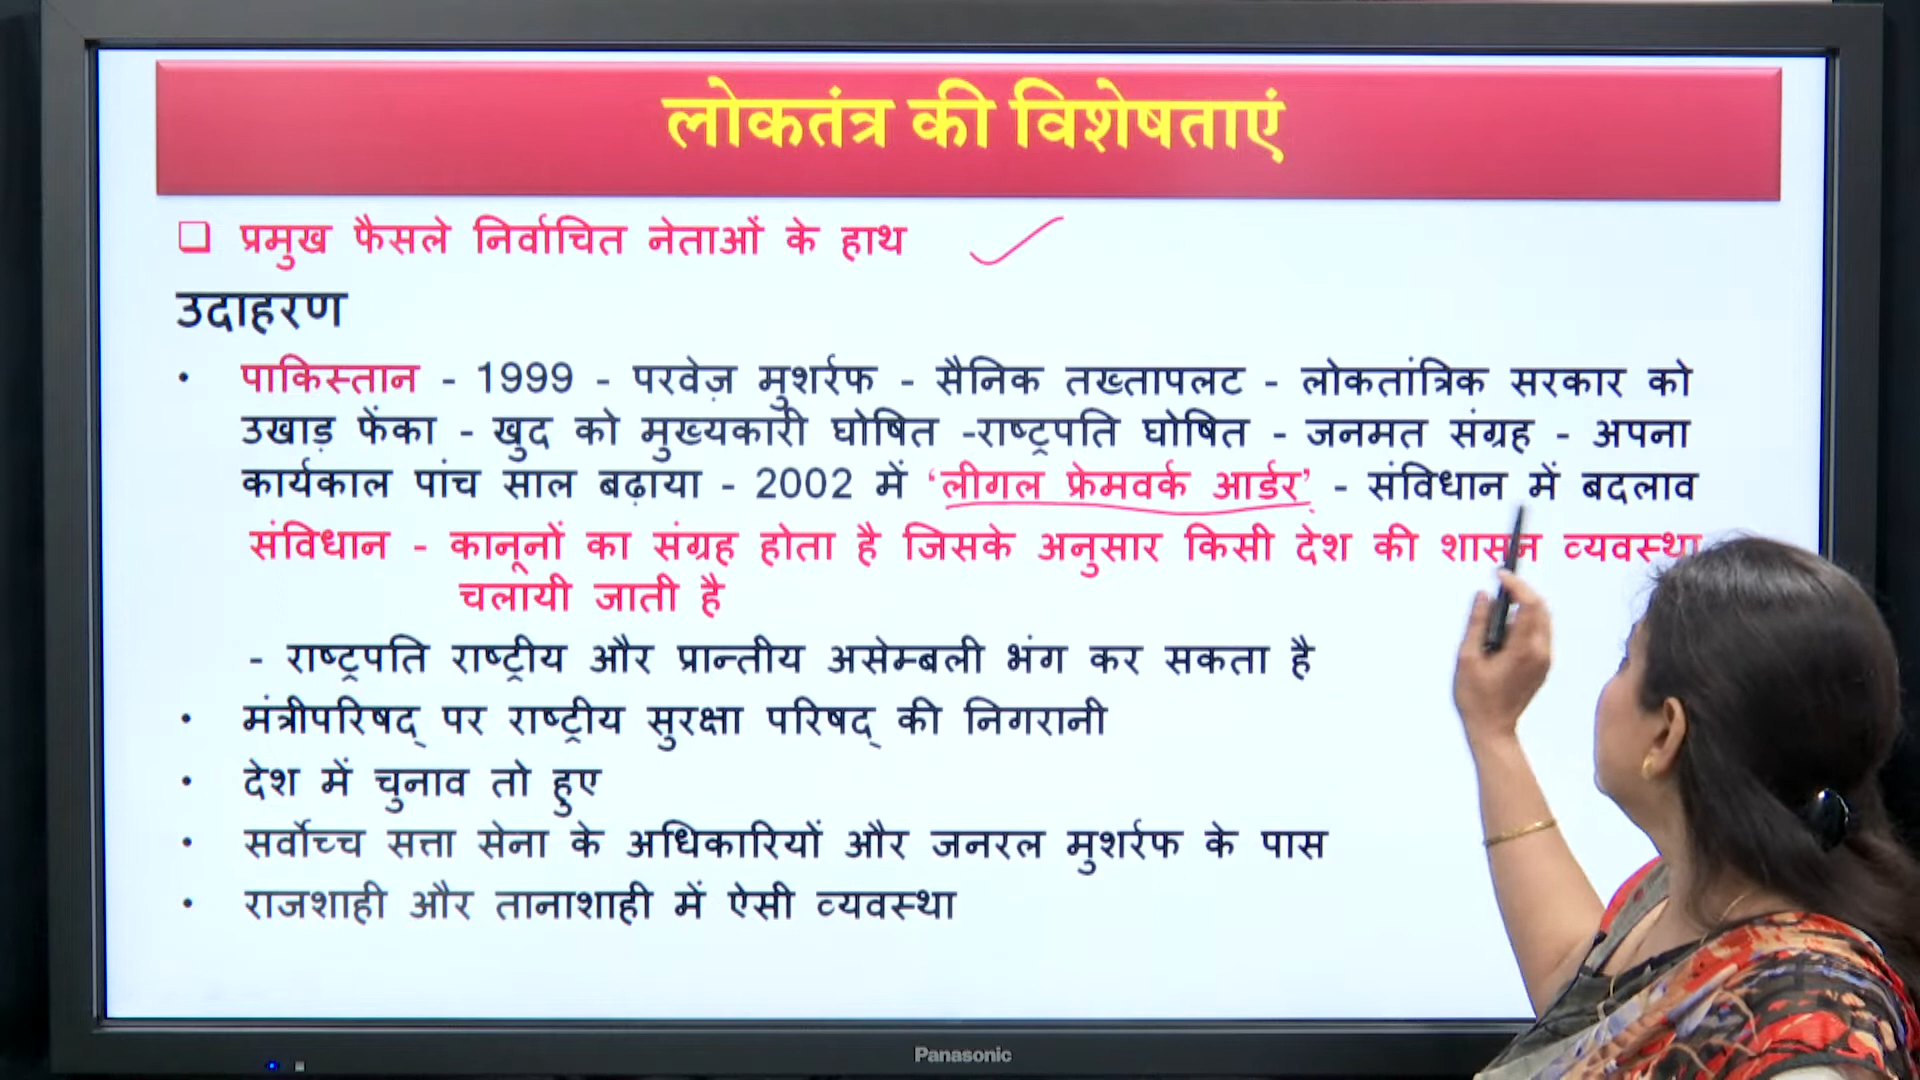 लोकतंत्र की विशेषताएं
❑ प्रमुख फैसले निर्वाचित नेताओं के हाथ
उदाहरण
• पाकिस्तान - 1999 - परवेज़ मुशर्रफ - सैनिक तख्तापलट - लोकतांत्रिक सरकार को
उखाड़ फेंका - खुद को मुख्यकारी घोषित -राष्ट्रपति घोषित - जनमत संग्रह - अपना
कार्यकाल पांच साल बढ़ाया - 2002 में ‘लीगल फ्रेमवर्क आर्डर’ - संविधान में बदलाव
संविधान - कानूनों का संग्रह होता है जिसके अनुसार किसी देश की शासन व्यवस्था
चलायी जाती है
- राष्ट्रपति राष्ट्रीय और प्रान्तीय असेम्बली भंग कर सकता है
• मंत्रीपरिषद् पर राष्ट्रीय सुरक्षा परिषद् की निगरानी
• देश में चुनाव तो हुए
• सर्वोच्च सत्ता सेना के अधिकारियों और जनरल मुशर्रफ के पास
• राजशाही और तानाशाही में ऐसी व्यवस्था
Panasonic